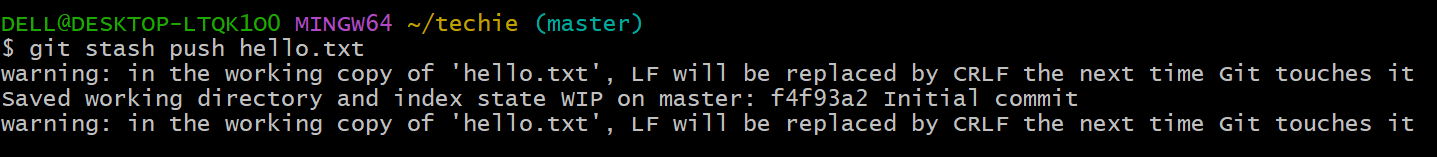 DELL@DESKTOP-LTQK1O0 MINGW64 ~/techie (master)
$ git stash push hello.txt
warning: in the working copy of 'hello.txt', LF will be replaced by CRLF the next time Git touches it
Saved working directory and index state WIP on master: f4f93a2 Initial commit
warning: in the working copy of 'hello.txt', LF will be replaced by CRLF the next time Git touches it